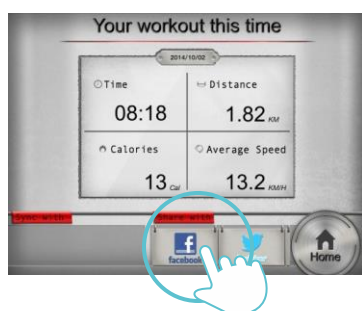 Your workout this time
2014/10/02
Time
Distance
08:18
1.82 KM
Calories
Average Speed
13 Cal
13.2 KM/H
Sync with
Share with
facebook
Home